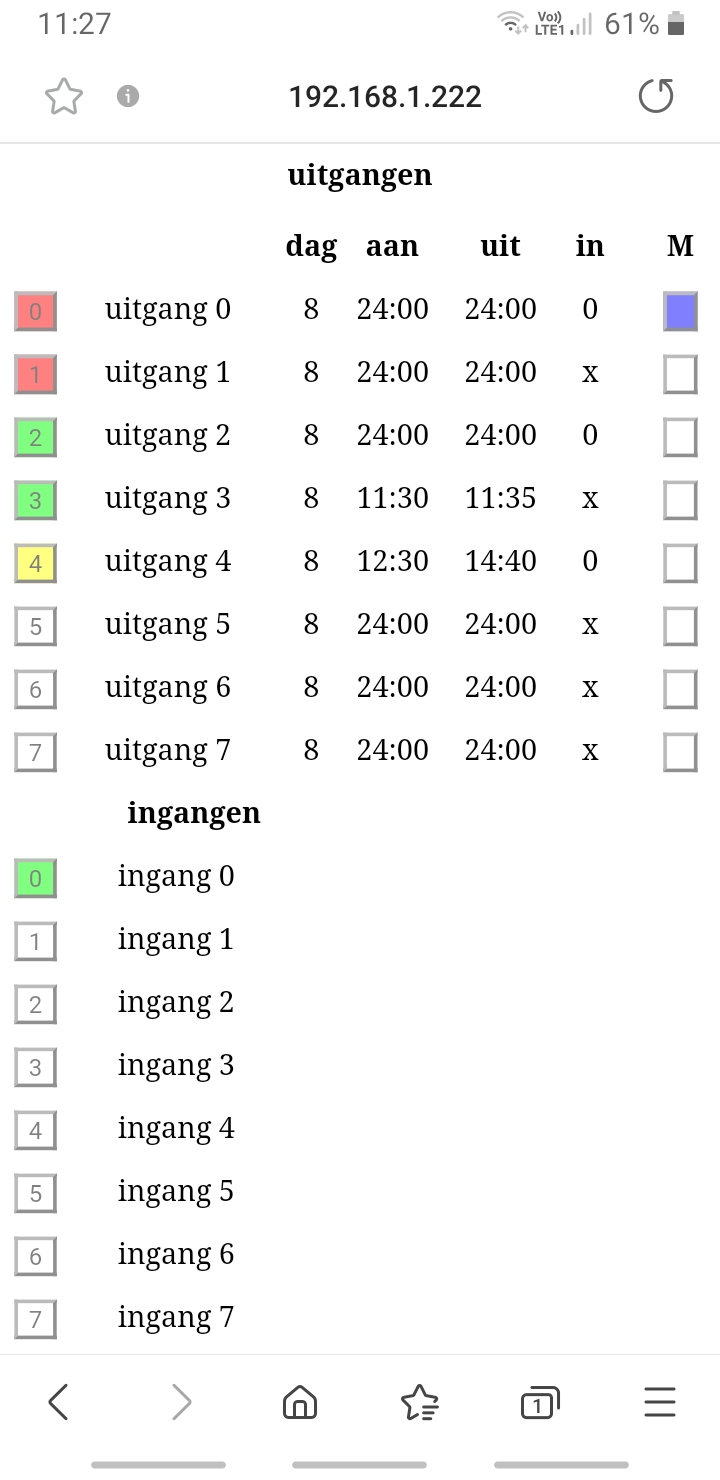 11:27 Vo)) LTE1 61%
192.168.1.222
uitgangen
dag aan uit in M
0 uitgang 0 8 24:00 24:00 0
1 uitgang 1 8 24:00 24:00 x
2 uitgang 2 8 24:00 24:00 0
3 uitgang 3 8 11:30 11:35 x
4 uitgang 4 8 12:30 14:40 0
5 uitgang 5 8 24:00 24:00 x
6 uitgang 6 8 24:00 24:00 x
7 uitgang 7 8 24:00 24:00 x
ingangen
0 ingang 0
1 ingang 1
2 ingang 2
3 ingang 3
4 ingang 4
5 ingang 5
6 ingang 6
7 ingang 7
1